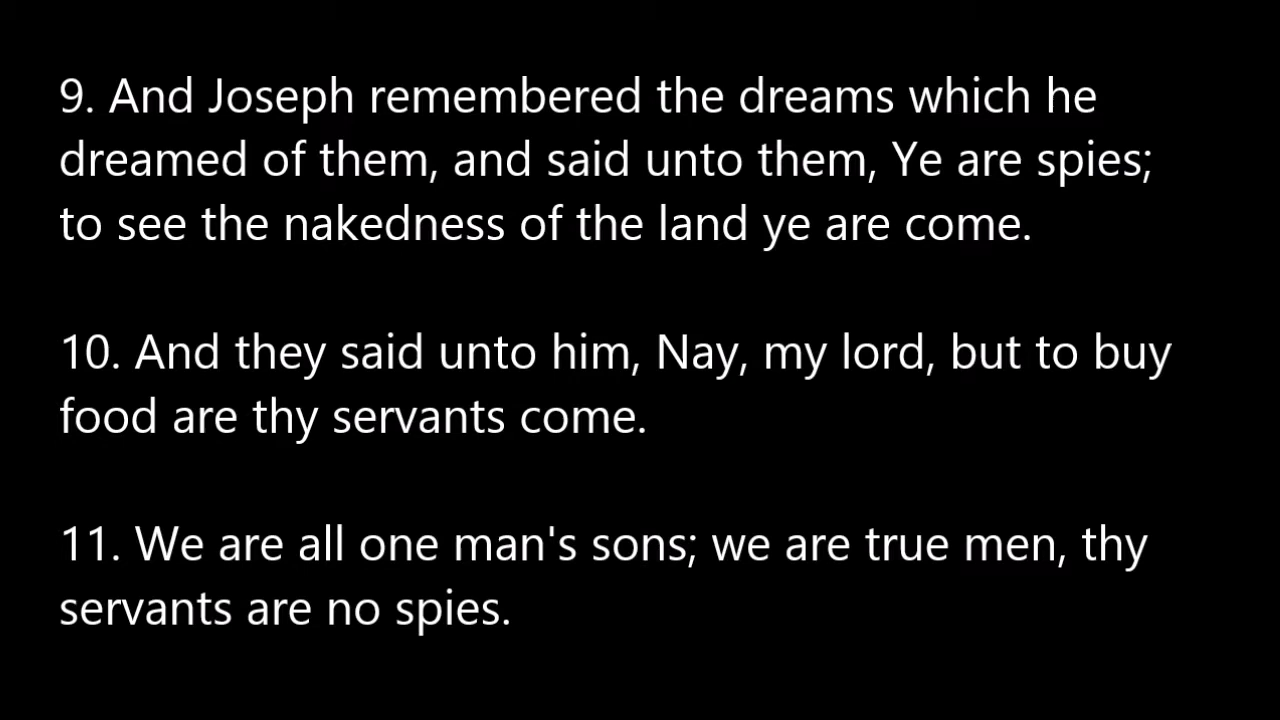 9. And Joseph remembered the dreams which he
dreamed of them, and said unto them, Ye are spies;
to see the nakedness of the land ye are come.
10. And they said unto him, Nay, my lord, but to buy
food are thy servants come.
11. We are all one man's sons; we are true men, thy
servants are no spies.